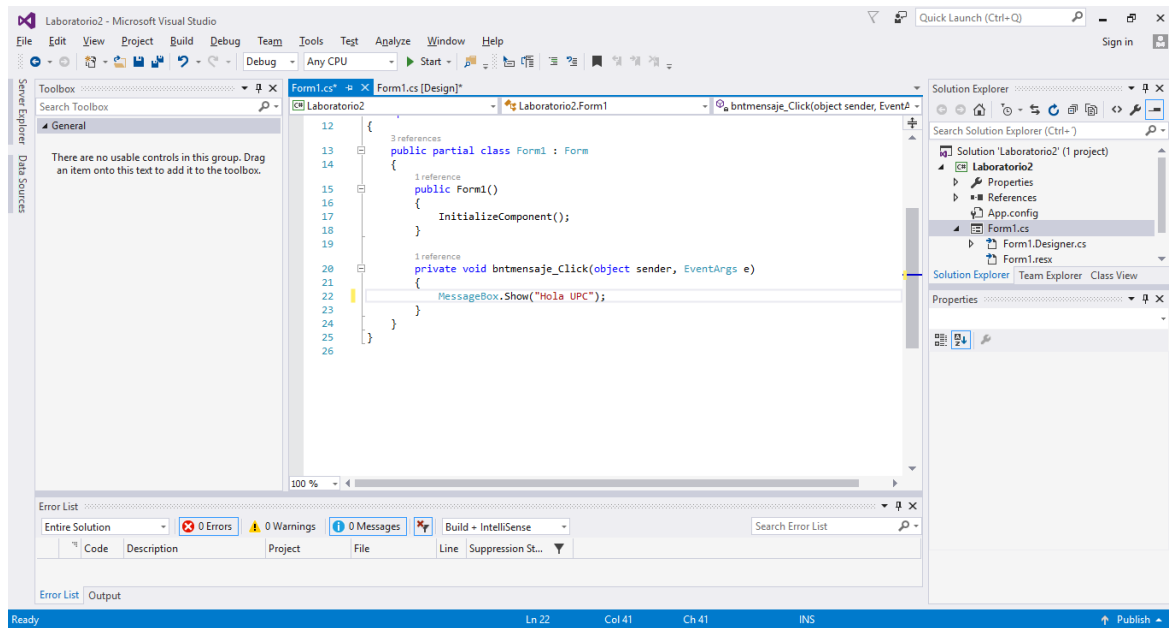 Laboratorio2 - Microsoft Visual Studio
Quick Launch (Ctrl+Q)
File Edit View Project Build Debug Team Tools Test Analyze Window Help
Sign in
Debug Any CPU Start
Server Explorer
Data Sources
Toolbox
Search Toolbox
General
There are no usable controls in this group. Drag
an item onto this text to add it to the toolbox.
Form1.cs* Form1.cs [Design]*
Laboratorio2 Laboratorio2.Form1 bntmensaje_Click(object sender, EventA
12 {
3 references
13 public partial class Form1 : Form
14 {
1 reference
15 public Form1()
16 {
17 InitializeComponent();
18 }
19
1 reference
20 private void bntmensaje_Click(object sender, EventArgs e)
21 {
22 MessageBox.Show("Hola UPC");
23 }
24 }
25 }
26
100 %
Solution Explorer
Search Solution Explorer (Ctrl+´)
Solution 'Laboratorio2' (1 project)
Laboratorio2
Properties
References
App.config
Form1.cs
Form1.Designer.cs
Form1.resx
Solution Explorer Team Explorer Class View
Properties
Error List
Entire Solution 0 Errors 0 Warnings 0 Messages Build + IntelliSense Search Error List
Code Description Project File Line Suppression St...
Error List Output
Ready Ln 22 Col 41 Ch 41 INS Publish